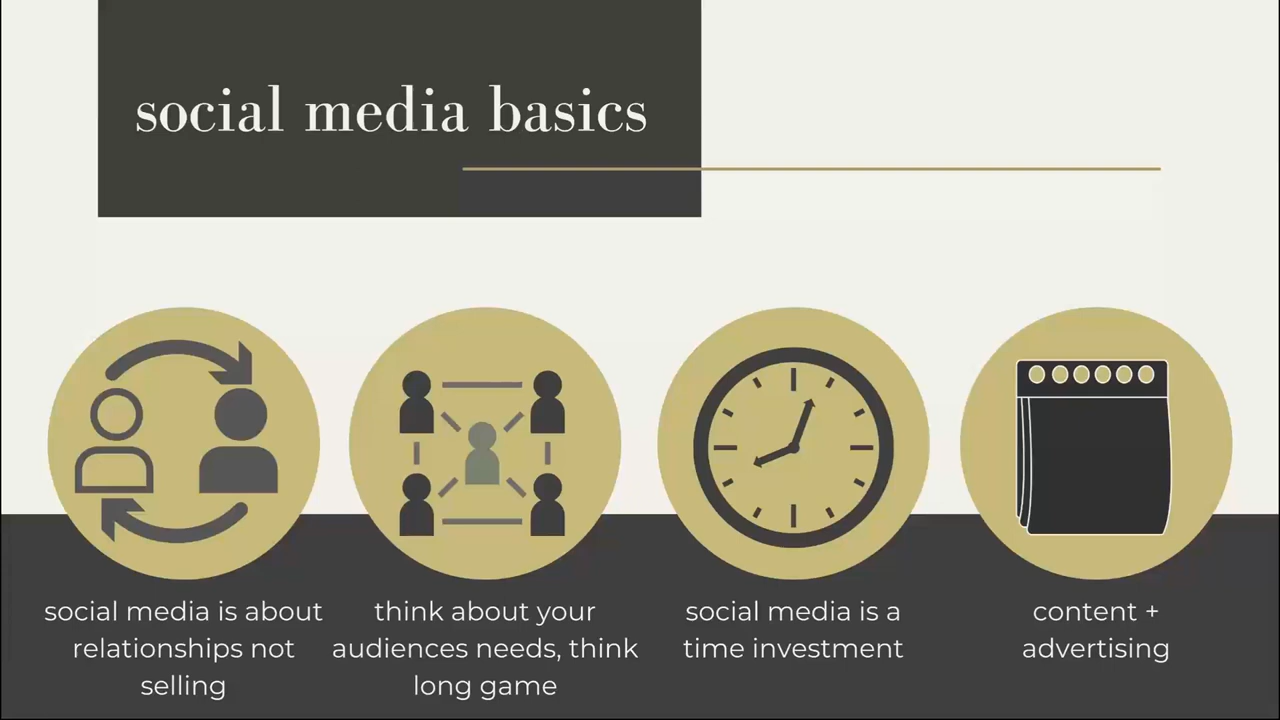 social media basics
social media is about
relationships not
selling
think about your
audiences needs, think
long game
social media is a
time investment
content +
advertising